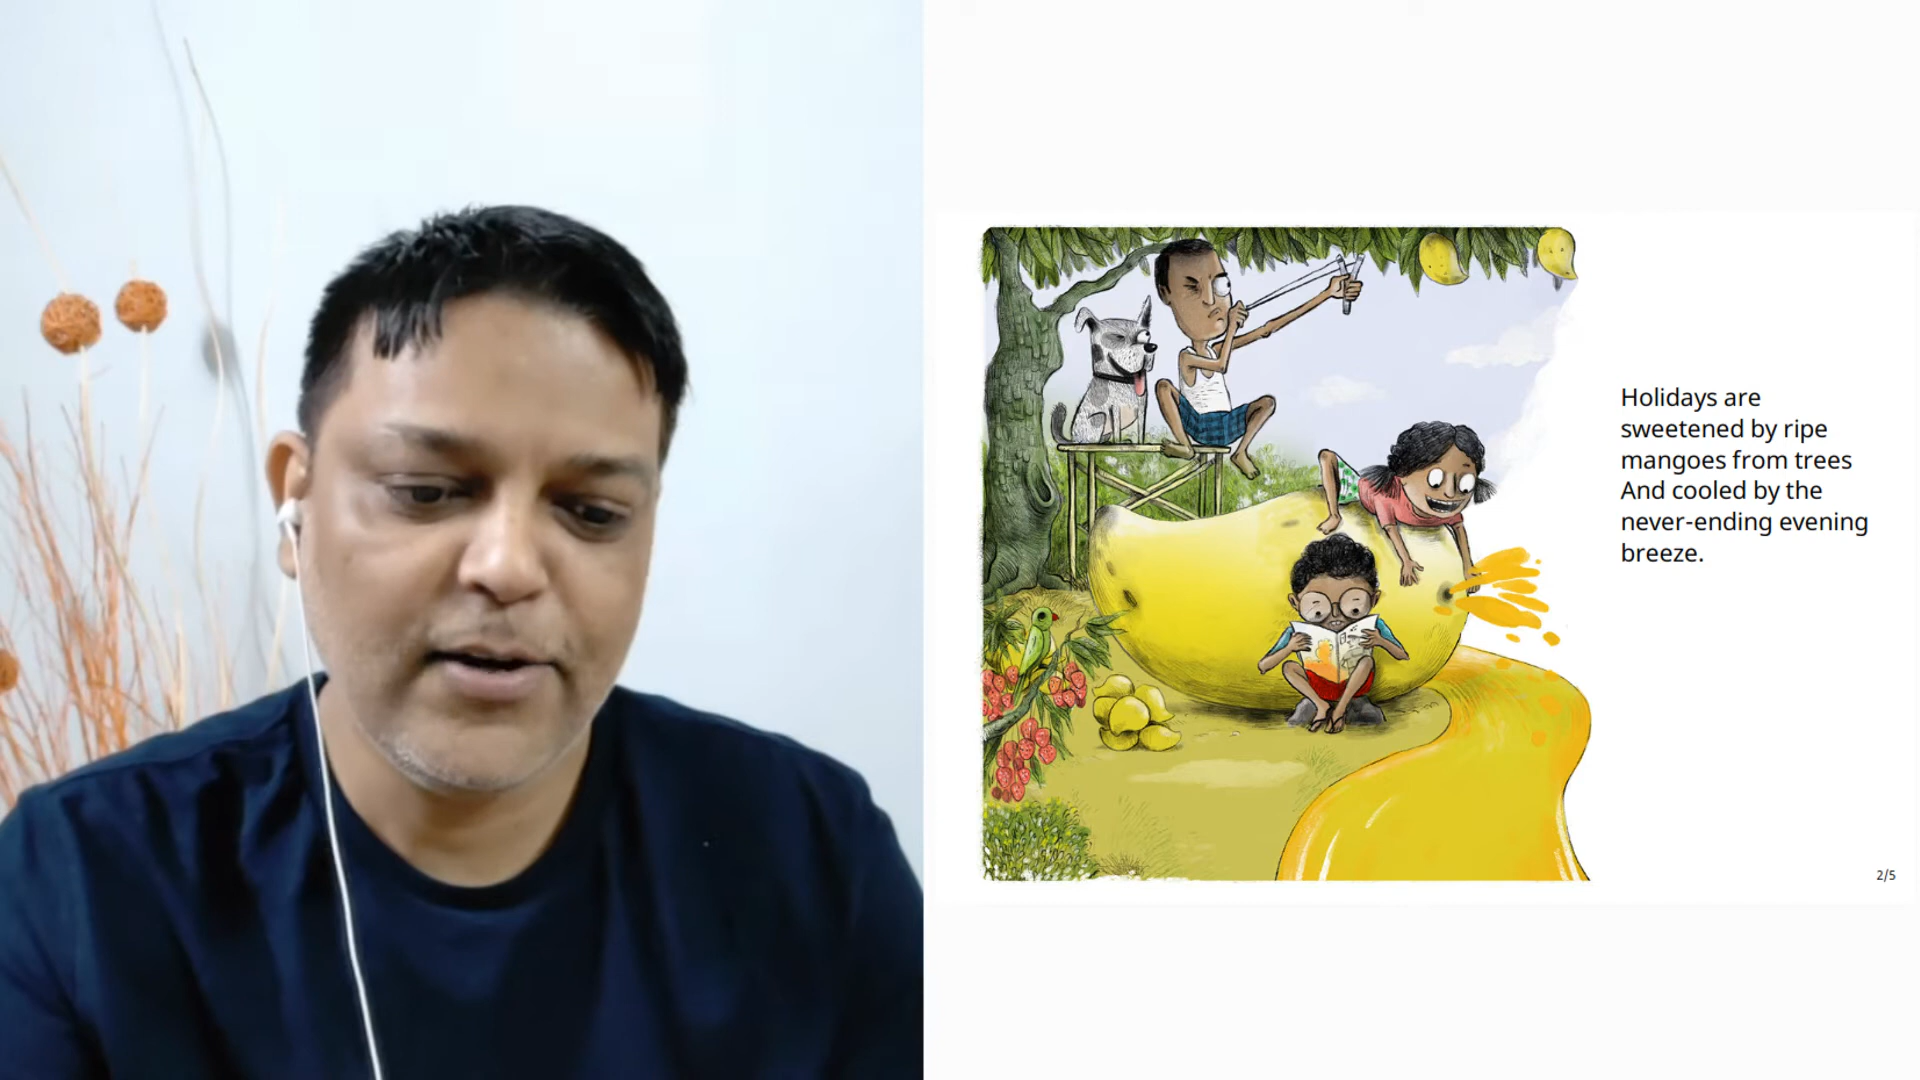 Holidays are
sweetened by ripe
mangoes from trees
And cooled by the
never-ending evening
breeze.
2/5